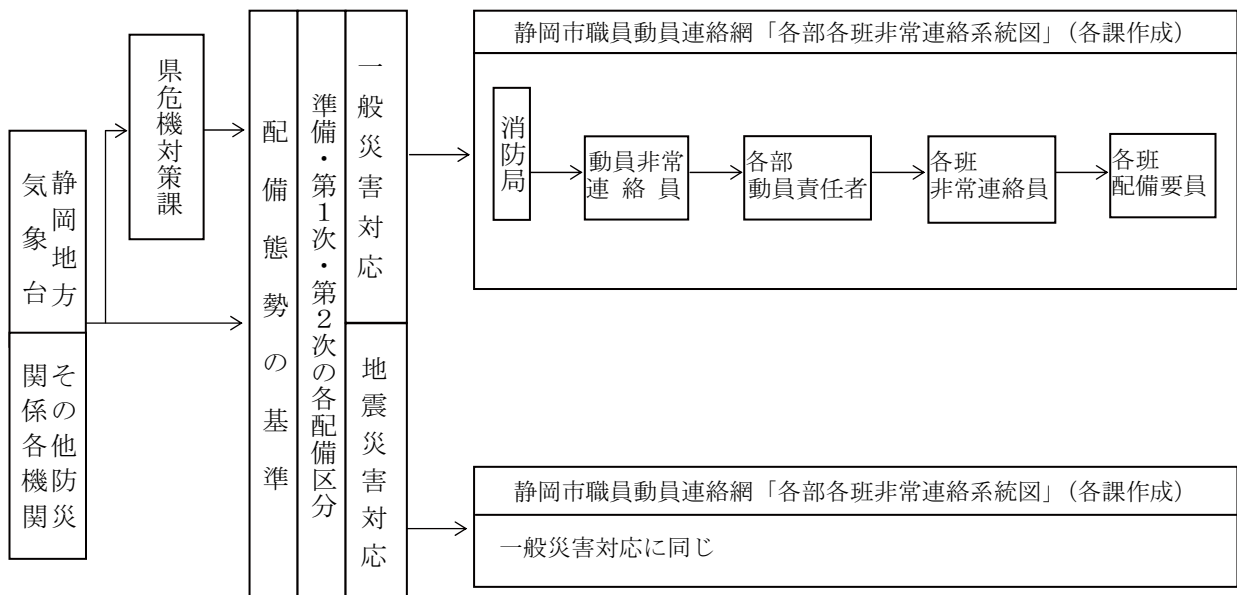 静岡地方
気象台
その他防災
関係各機関
県危機対策課
配備態勢の基準
準備・第1次・第2次の各配備区分
一般災害対応
地震災害対応
静岡市職員動員連絡網「各部各班非常連絡系統図」（各課作成）
消防局
動員非常
連絡員
各部
動員責任者
各班
非常連絡員
各班
配備要員
静岡市職員動員連絡網「各部各班非常連絡系統図」（各課作成）
一般災害対応に同じ